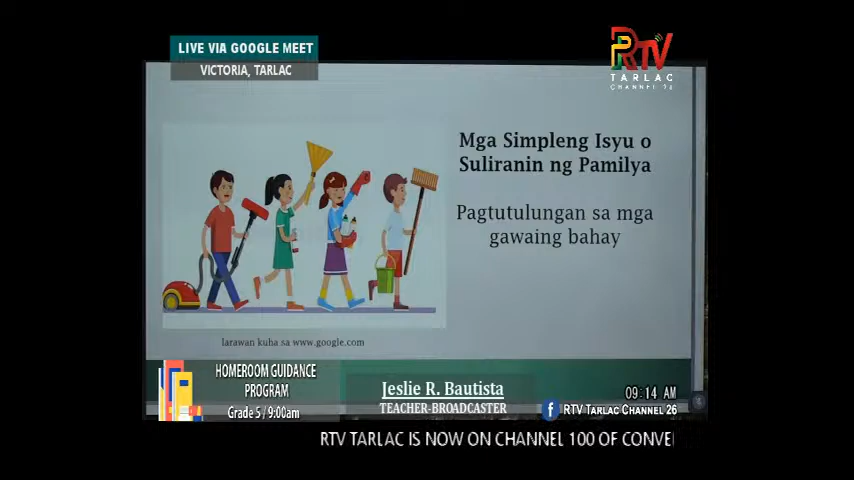 LIVE VIA GOOGLE MEET
VICTORIA, TARLAC
RTV
TARLAC
CHANNEL 26
Mga Simpleng Isyu o
Suliranin ng Pamilya
Pagtutulungan sa mga
gawaing bahay
larawan kuha sa www.google.com
HOMEROOM GUIDANCE
PROGRAM
Grade 5 / 9:00am
Jeslie R. Bautista
TEACHER-BROADCASTER
09:14 AM
f RTV TARLAC CHANNEL 26
RTV TARLAC IS NOW ON CHANNEL 100 OF CONVE